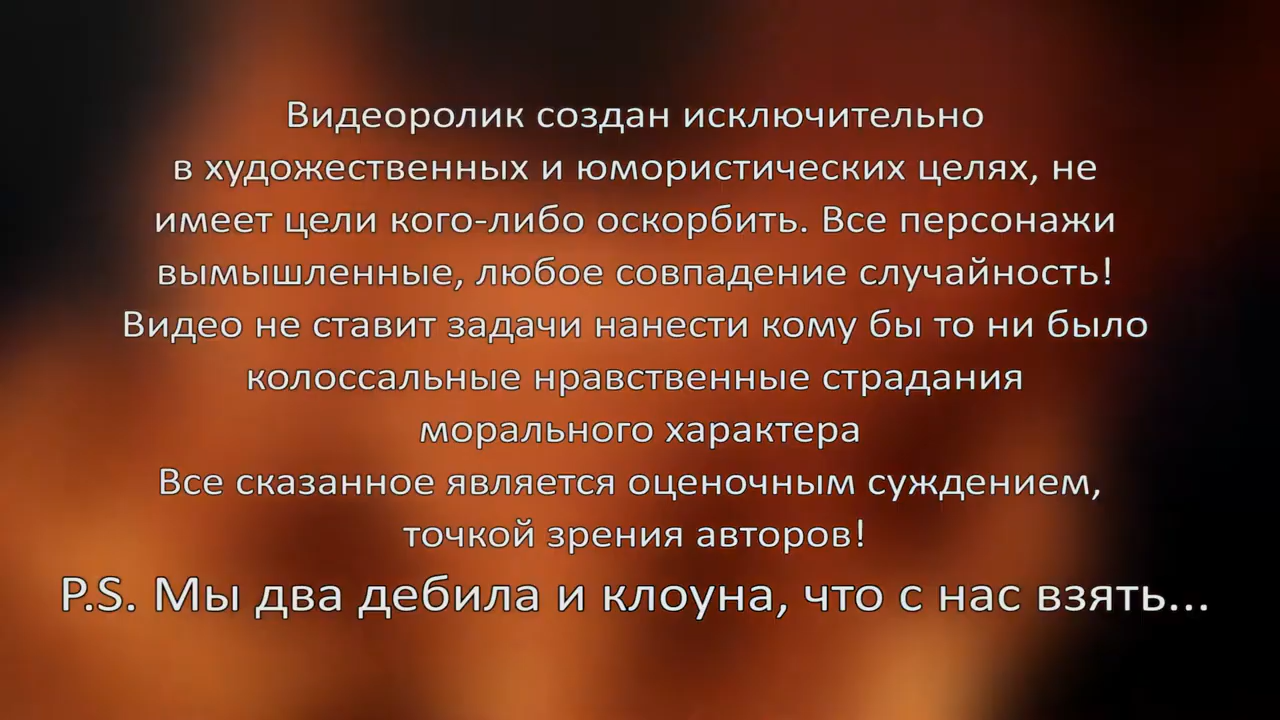 Видеоролик создан исключительно
в художественных и юмористических целях, не
имеет цели кого-либо оскорбить. Все персонажи
вымышленные, любое совпадение случайность!
Видео не ставит задачи нанести кому бы то ни было
колоссальные нравственные страдания
морального характера
Все сказанное является оценочным суждением,
точкой зрения авторов!
P.S. Мы два дебила и клоуна, что с нас взять...